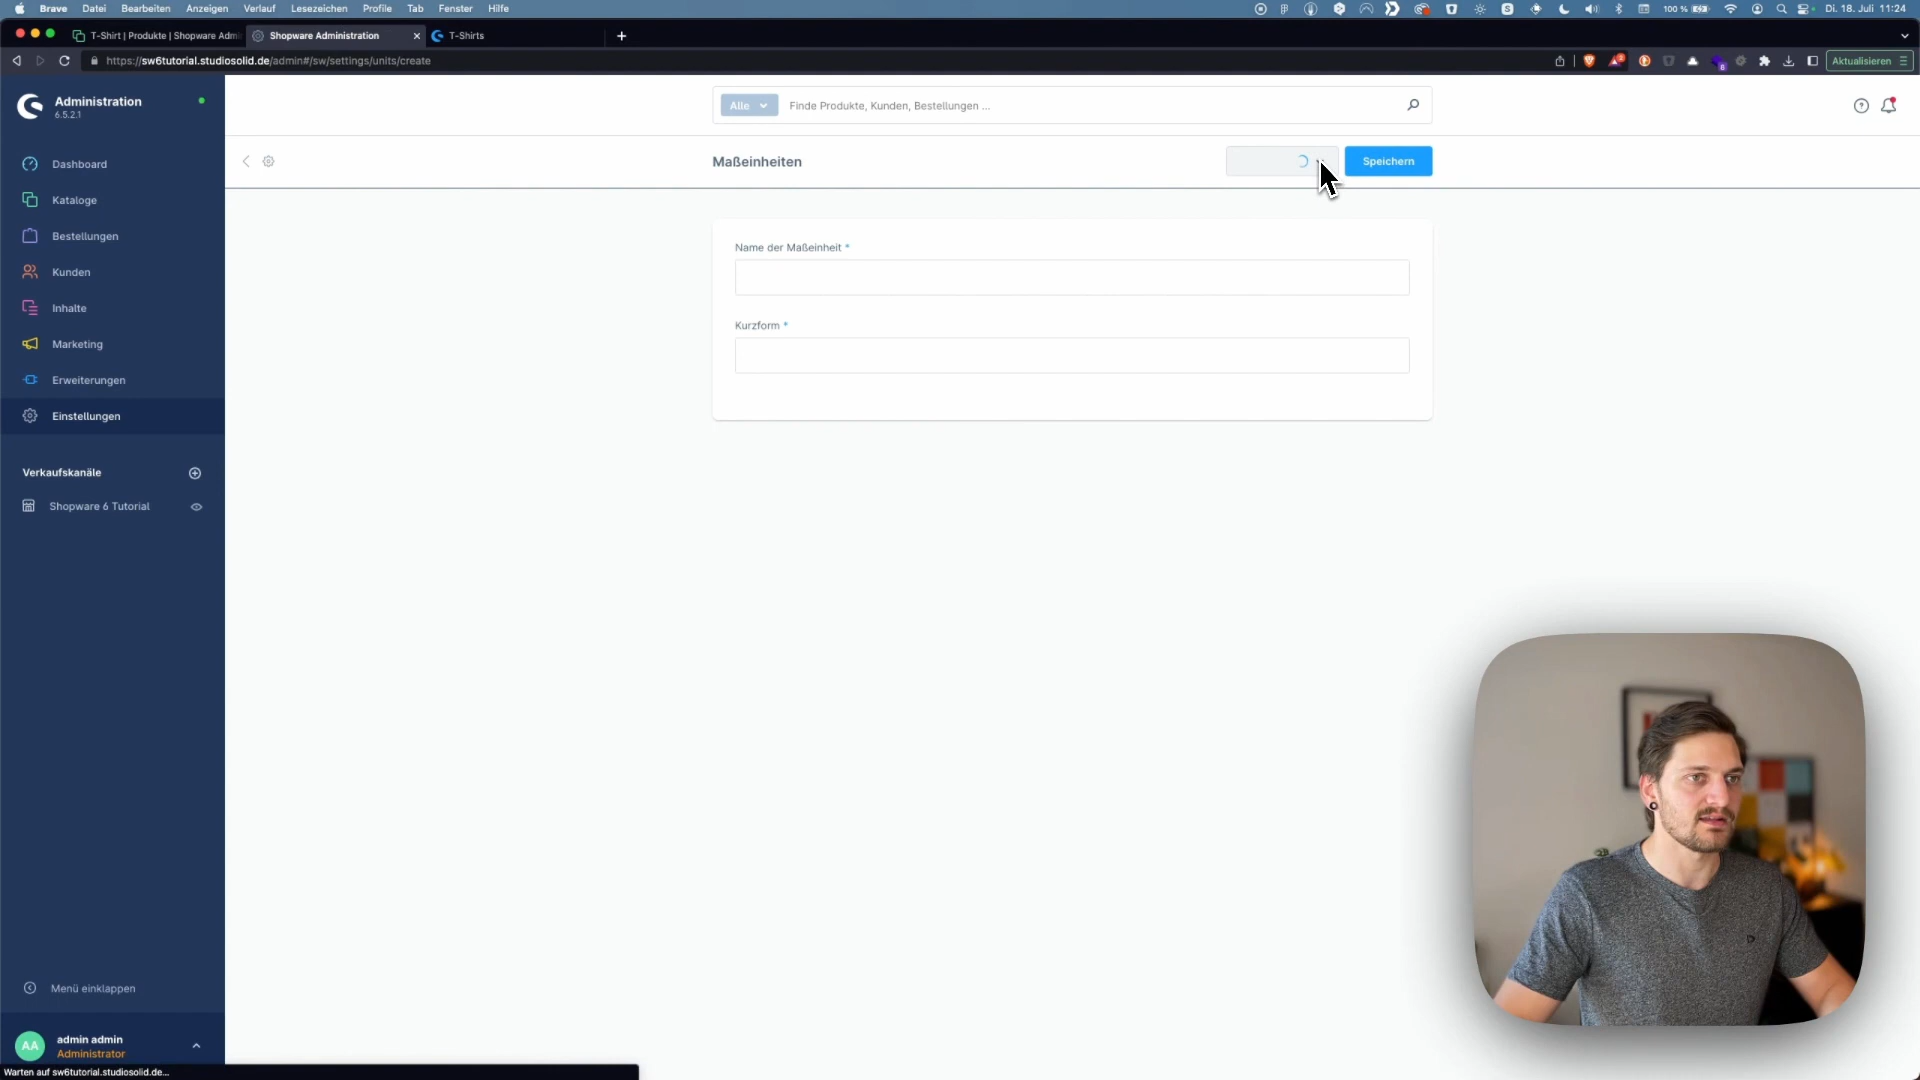 Brave Datei Bearbeiten Anzeigen Verlauf Lesezeichen Profile Tab Fenster Hilfe 100 % Di. 18. Juli 11:24
T-Shirt | Produkte | Shopware Admi Shopware Administration T-Shirts
https://sw6tutorial.studiosolid.de/admin#/sw/settings/units/create Aktualisieren
Administration
6.5.2.1
Alle Finde Produkte, Kunden, Bestellungen ...
Maßeinheiten Speichern
Dashboard
Kataloge
Bestellungen
Kunden
Inhalte
Marketing
Erweiterungen
Einstellungen
Verkaufskanäle
Shopware 6 Tutorial
Name der Maßeinheit *
Kurzform *
Menü einklappen
AA admin admin
Administrator
Warten auf sw6tutorial.studiosolid.de...